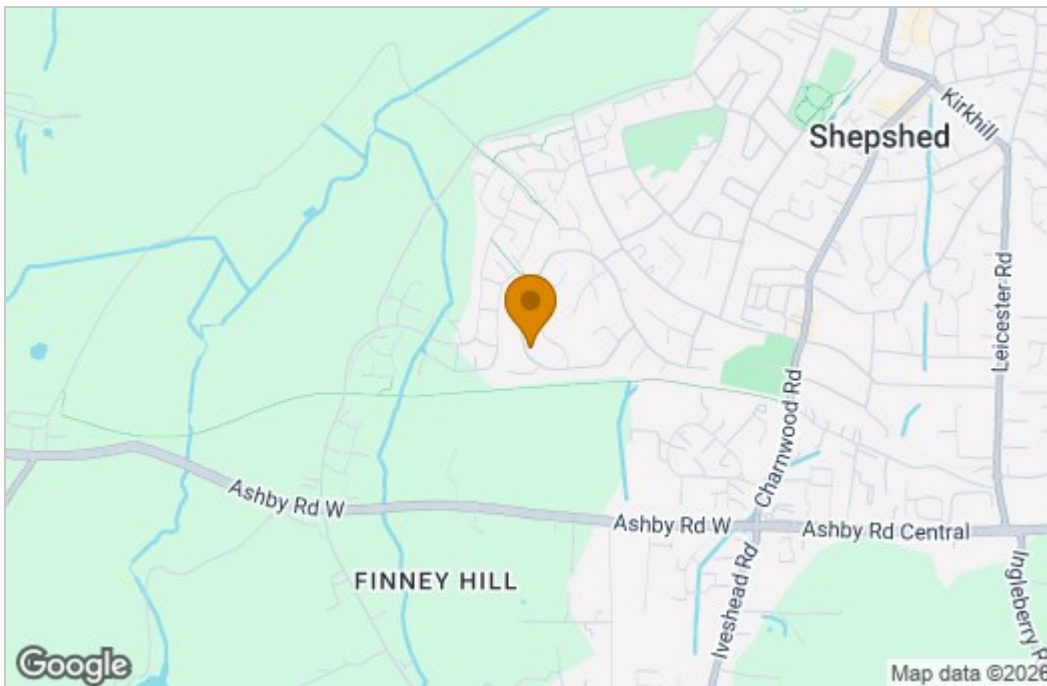 Kirkhill
Shepshed
Leicester Rd
Charnwood Rd
Ashby Rd W
Ashby Rd W
Ashby Rd Central
FINNEY HILL
Iveshead Rd
Ingleberry R
Google
Map data ©2026